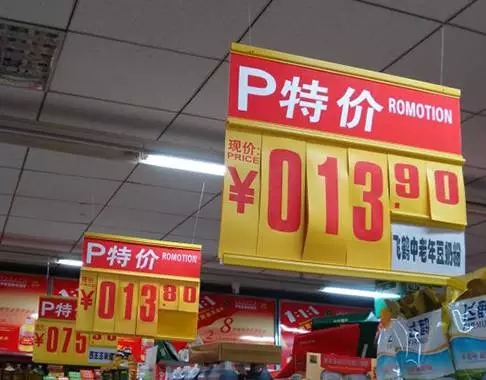 P特价 ROMOTION
现价:
PRICE
¥013.90
飞鹤中老年豆奶粉
P特价 ROMOTION
¥013.80
P特
¥075